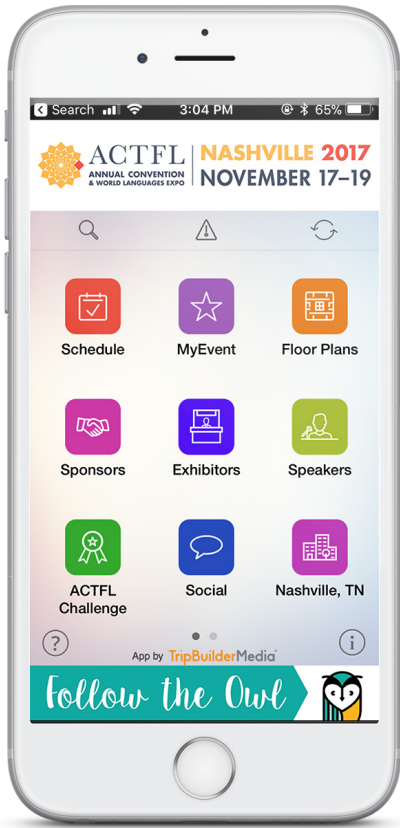 Search 3:04 PM 65%
ACTFL
ANNUAL CONVENTION
& WORLD LANGUAGES EXPO
NASHVILLE 2017
NOVEMBER 17–19
Schedule MyEvent Floor Plans
Sponsors Exhibitors Speakers
ACTFL
Challenge
Social Nashville, TN
? i
App by TripBuilderMedia
Follow the Owl